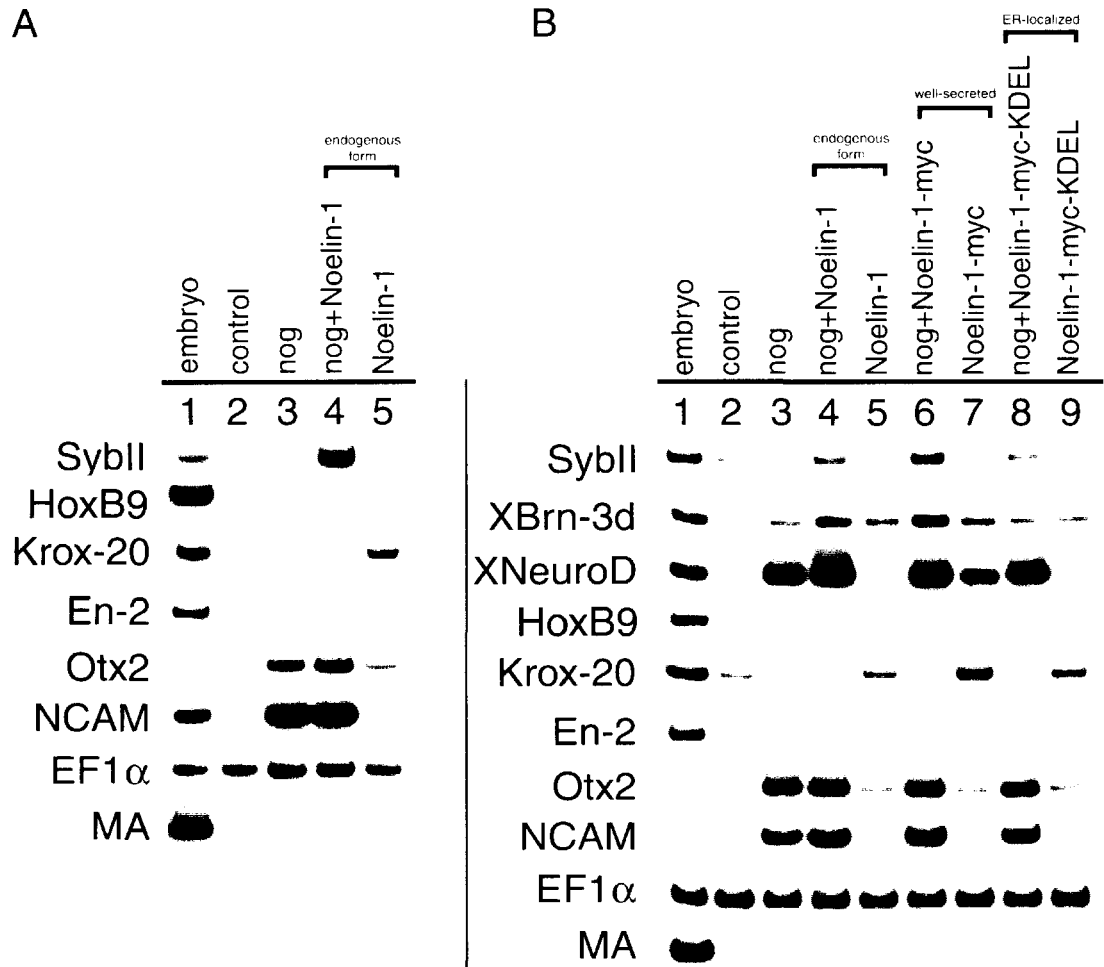 A
endogenous
form
embryo
control
nog
nog+Noelin-1
Noelin-1
1 2 3 4 5
SybII
HoxB9
Krox-20
En-2
Otx2
NCAM
EF1α
MA
B
ER-localized
well-secreted
endogenous
form
embryo
control
nog
nog+Noelin-1
Noelin-1
nog+Noelin-1-myc
Noelin-1-myc
nog+Noelin-1-myc-KDEL
Noelin-1-myc-KDEL
1 2 3 4 5 6 7 8 9
SybII
XBrn-3d
XNeuroD
HoxB9
Krox-20
En-2
Otx2
NCAM
EF1α
MA